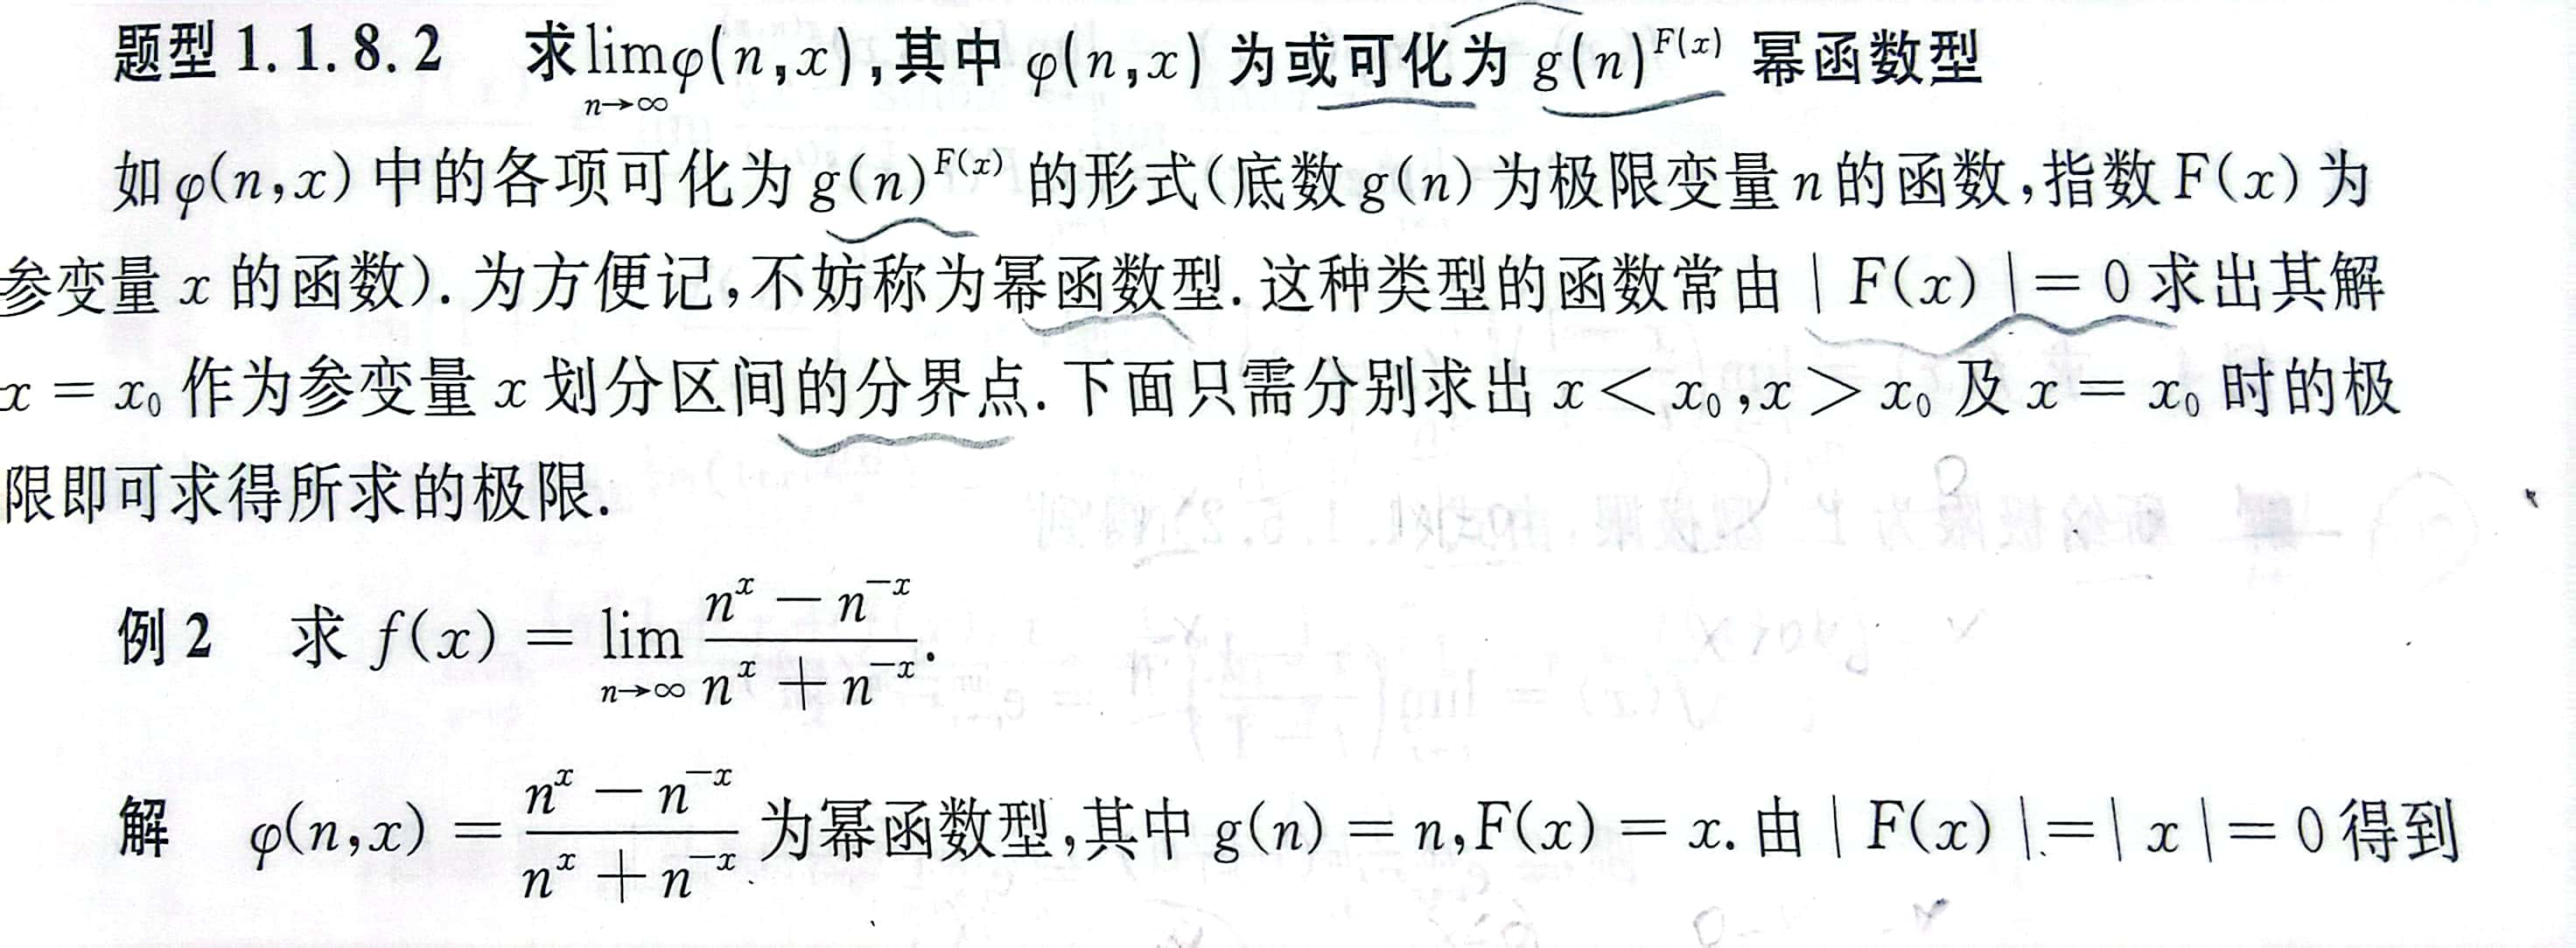 题型 1.1.8.2 求$\lim\limits_{n\to\infty}\varphi(n,x)$,其中 $\varphi(n,x)$ 为或可化为 $g(n)^{F(x)}$ 幂函数型
如 $\varphi(n,x)$ 中的各项可化为 $g(n)^{F(x)}$ 的形式(底数 $g(n)$ 为极限变量 $n$ 的函数,指数 $F(x)$ 为
参变量 $x$ 的函数).为方便记,不妨称为幂函数型.这种类型的函数常由 $|F(x)|=0$ 求出其解
$x=x_0$ 作为参变量 $x$ 划分区间的分界点.下面只需分别求出 $x<x_0,x>x_0$ 及 $x=x_0$ 时的极
限即可求得所求的极限.
例 2 求 $f(x)=\lim\limits_{n\to\infty}\frac{n^x-n^{-x}}{n^x+n^{-x}}$.
解 $\varphi(n,x)=\frac{n^x-n^{-x}}{n^x+n^{-x}}$ 为幂函数型,其中 $g(n)=n,F(x)=x$.由 $|F(x)|=|x|=0$ 得到